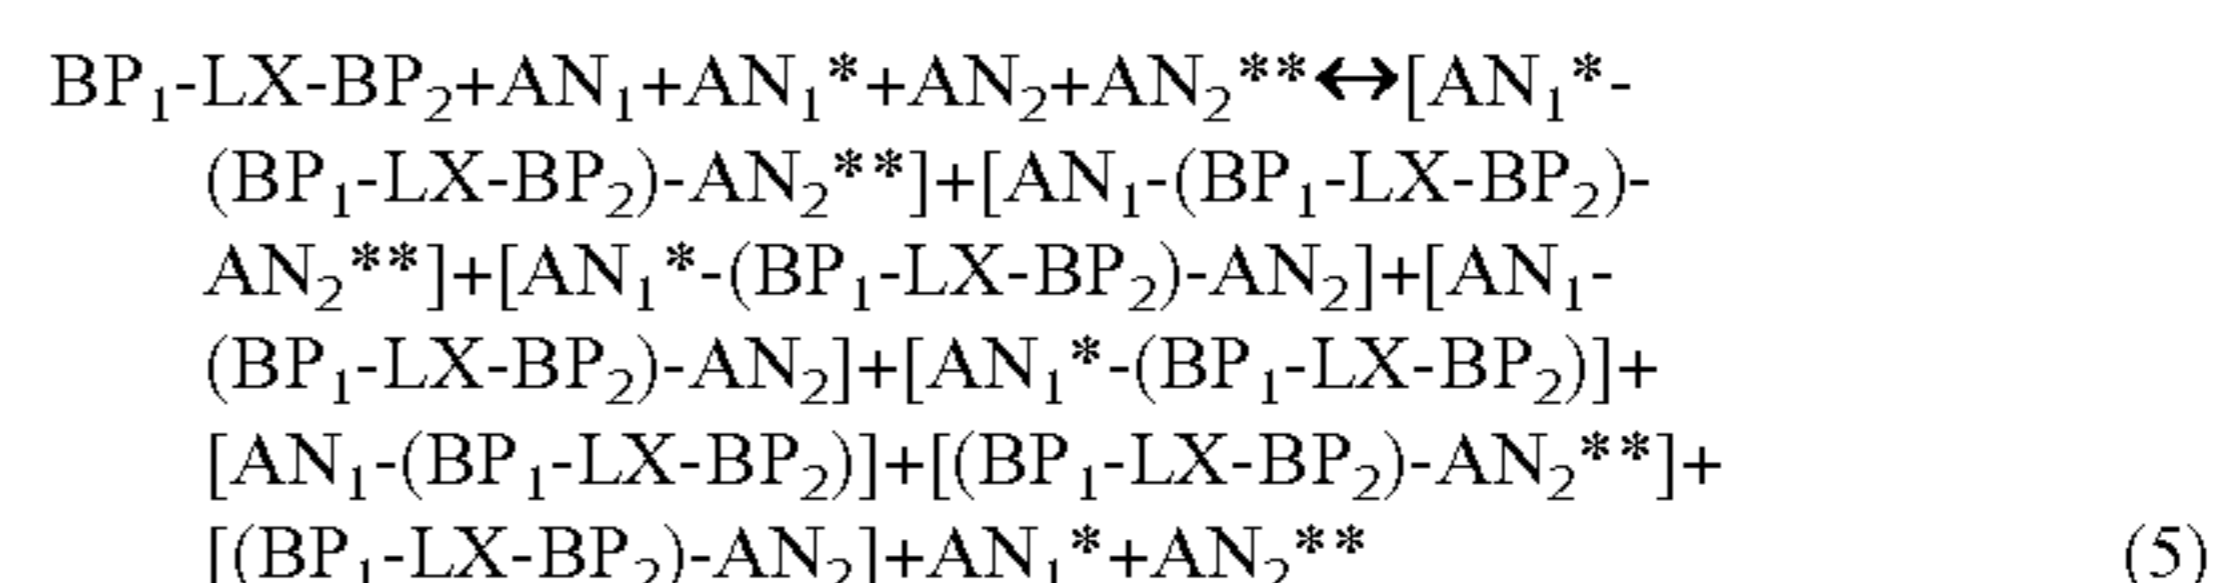 BP₁-LX-BP₂+AN₁+AN₁*+AN₂+AN₂**↔[AN₁*-
(BP₁-LX-BP₂)-AN₂**]+[AN₁-(BP₁-LX-BP₂)-
AN₂**]+[AN₁*-(BP₁-LX-BP₂)-AN₂]+[AN₁-
(BP₁-LX-BP₂)-AN₂]+[AN₁*-(BP₁-LX-BP₂)]+
[AN₁-(BP₁-LX-BP₂)]+[(BP₁-LX-BP₂)-AN₂**]+
[(BP₁-LX-BP₂)-AN₂]+AN₁*+AN₂** (5)